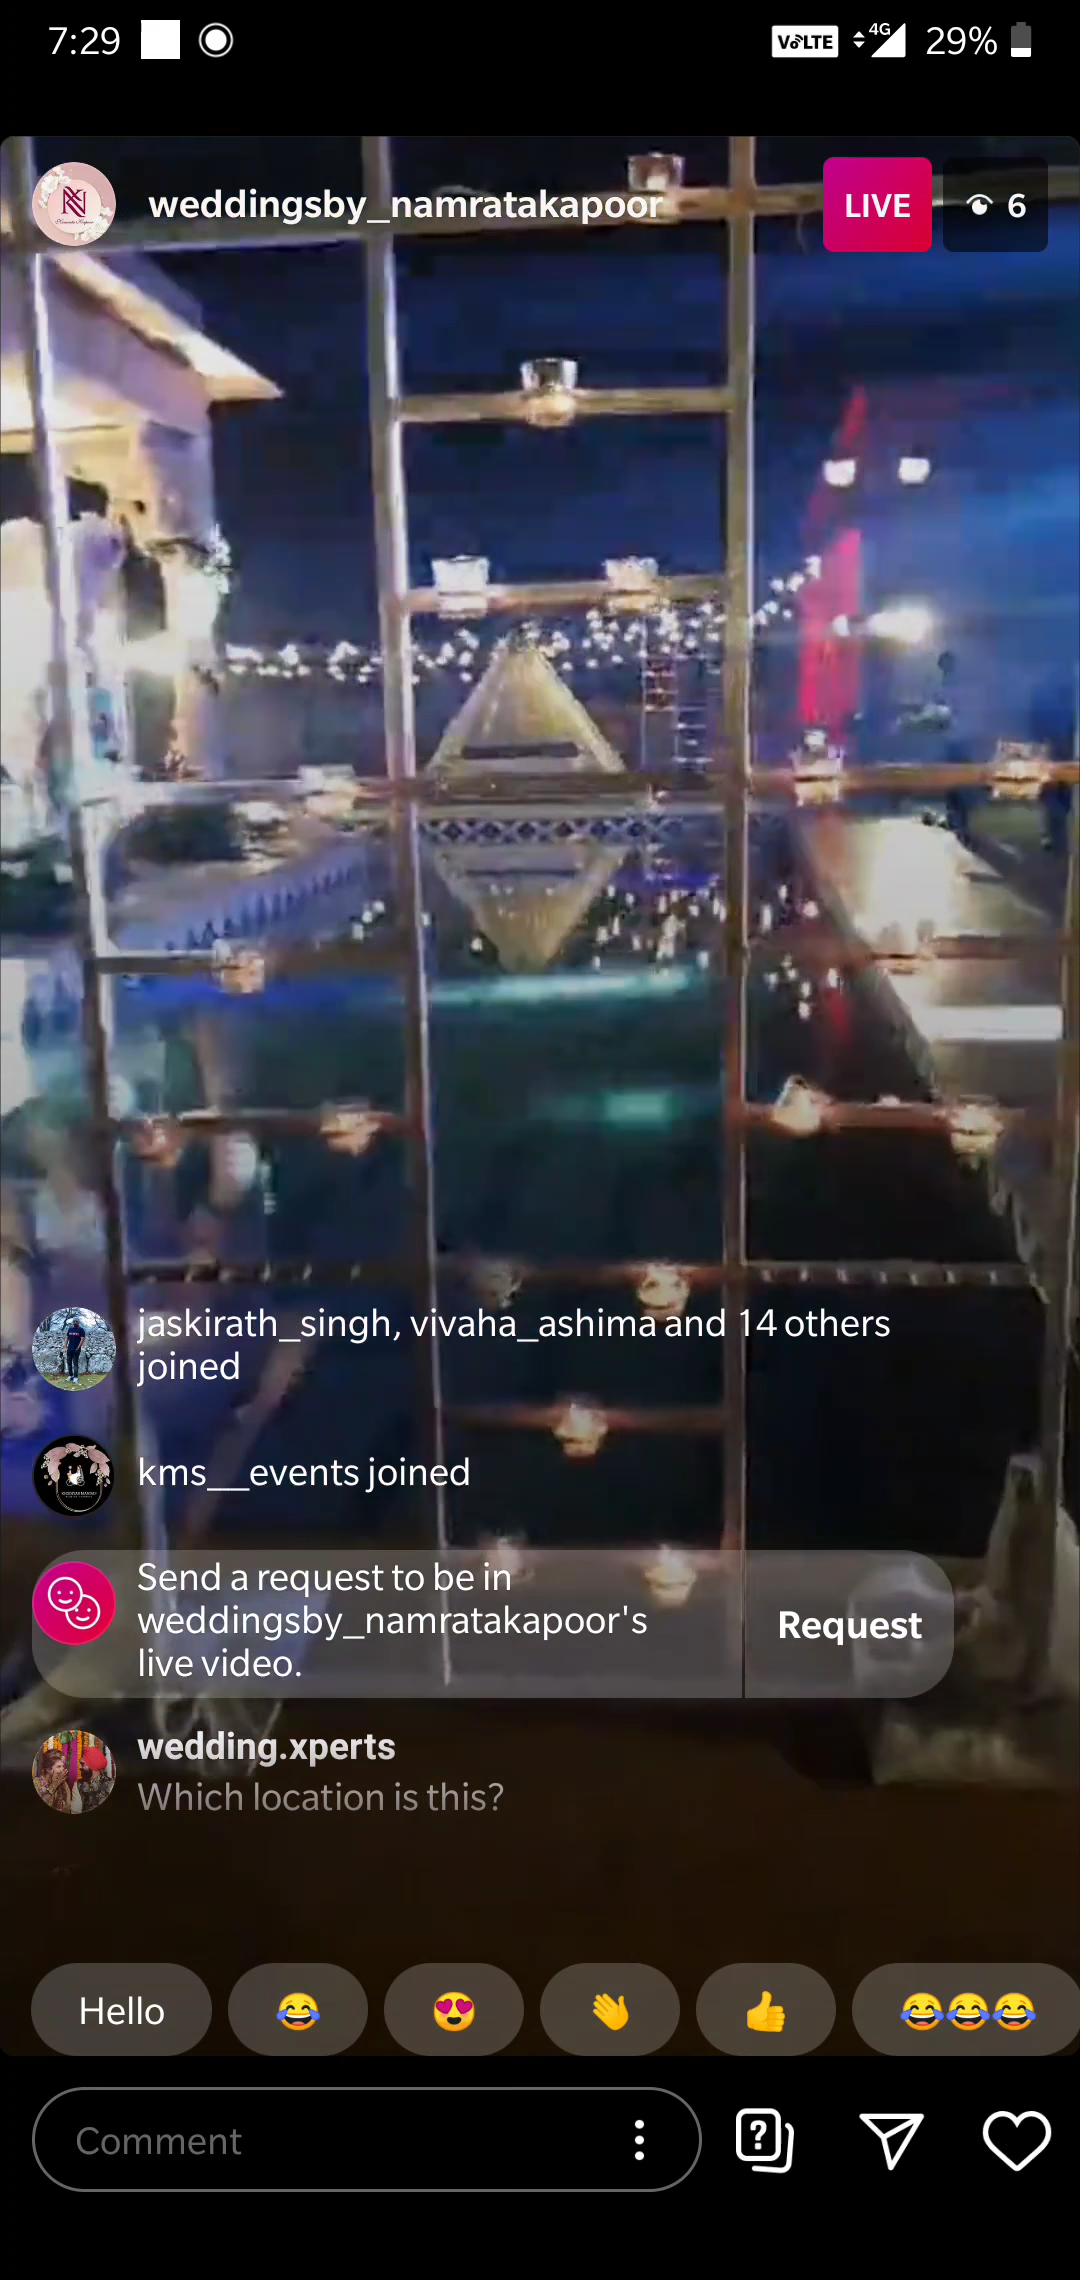 7:29
VoLTE 4G 29%
weddingsby_namratakapoor LIVE 6
jaskirath_singh, vivaha_ashima and 14 others
joined
kms__events joined
Send a request to be in
weddingsby_namratakapoor's
live video.
Request
wedding.xperts
Which location is this?
Hello 😂 😍 👋 👍 😂😂😂
Comment
?